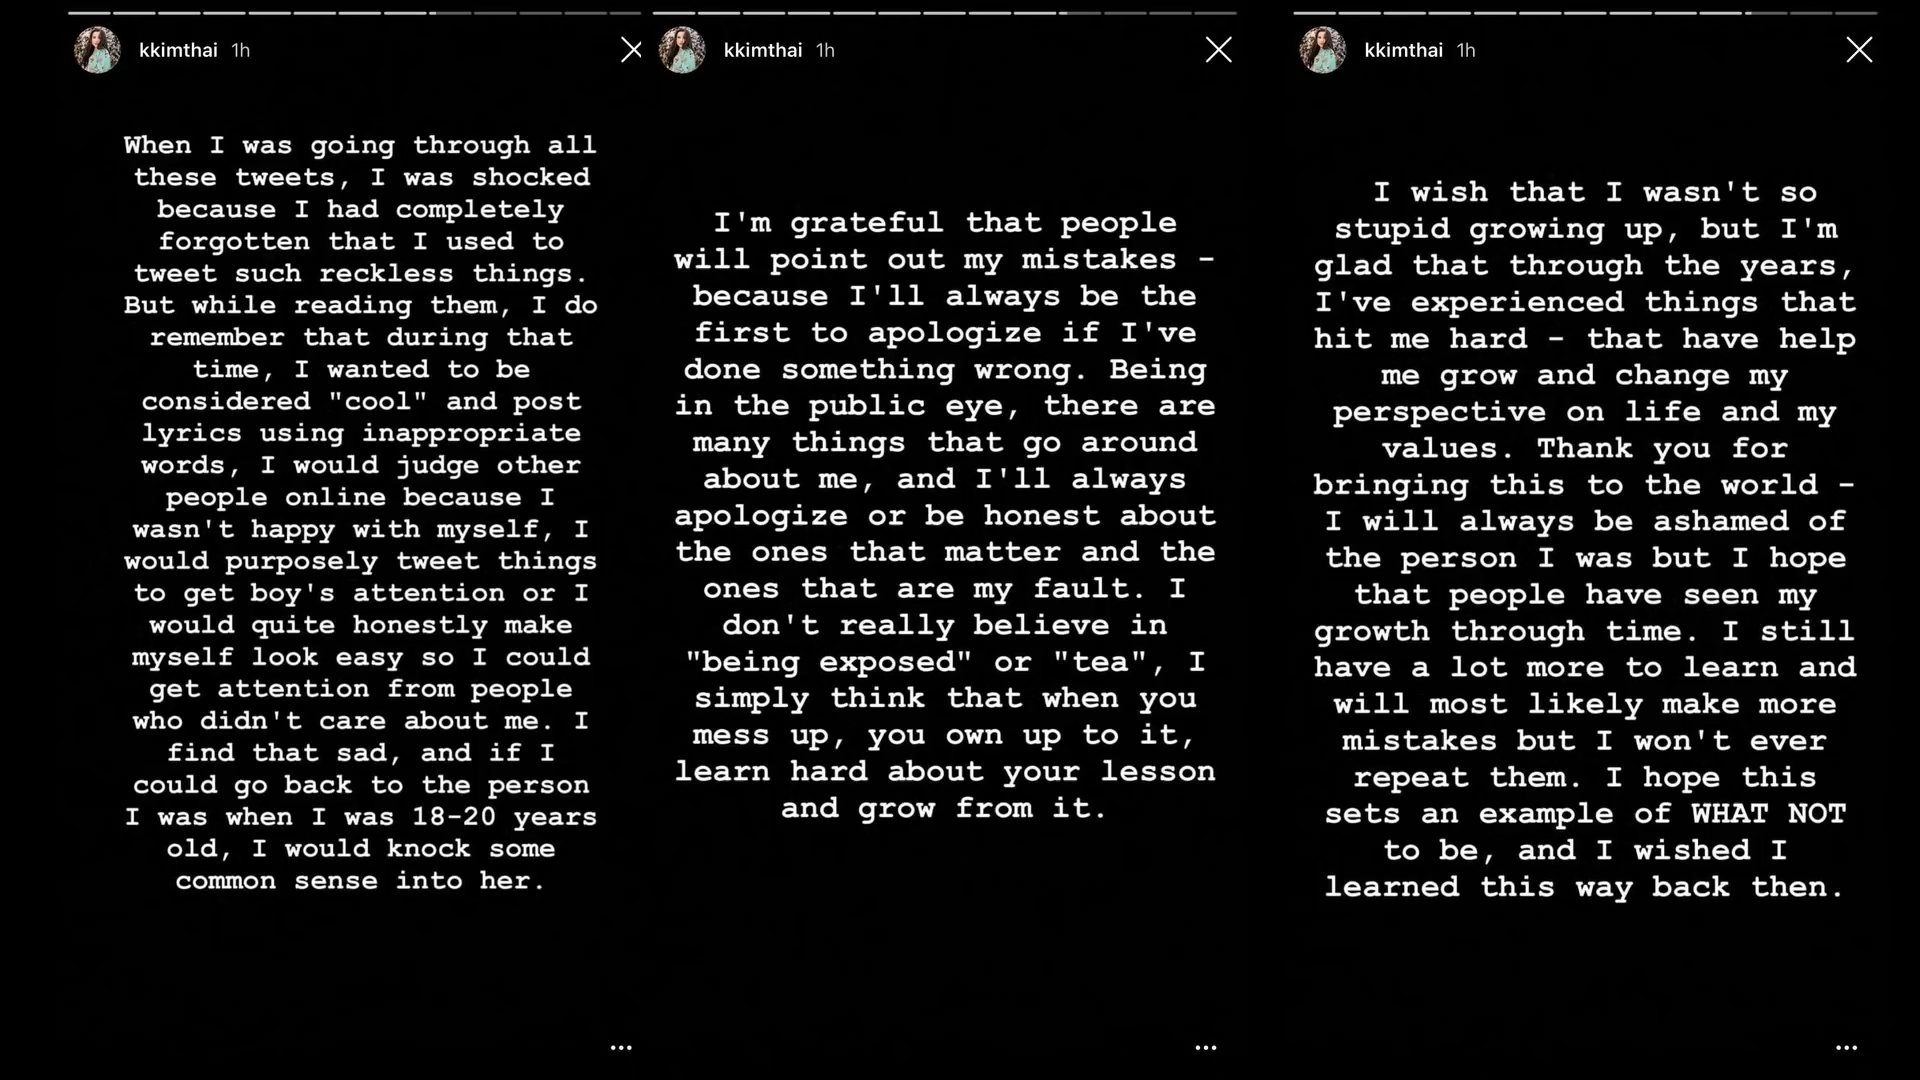 kkimthai 1h
When I was going through all
these tweets, I was shocked
because I had completely
forgotten that I used to
tweet such reckless things.
But while reading them, I do
remember that during that
time, I wanted to be
considered "cool" and post
lyrics using inappropriate
words, I would judge other
people online because I
wasn't happy with myself, I
would purposely tweet things
to get boy's attention or I
would quite honestly make
myself look easy so I could
get attention from people
who didn't care about me. I
find that sad, and if I
could go back to the person
I was when I was 18-20 years
old, I would knock some
common sense into her.
kkimthai 1h
I'm grateful that people
will point out my mistakes -
because I'll always be the
first to apologize if I've
done something wrong. Being
in the public eye, there are
many things that go around
about me, and I'll always
apologize or be honest about
the ones that matter and the
ones that are my fault. I
don't really believe in
"being exposed" or "tea", I
simply think that when you
mess up, you own up to it,
learn hard about your lesson
and grow from it.
kkimthai 1h
I wish that I wasn't so
stupid growing up, but I'm
glad that through the years,
I've experienced things that
hit me hard - that have help
me grow and change my
perspective on life and my
values. Thank you for
bringing this to the world -
I will always be ashamed of
the person I was but I hope
that people have seen my
growth through time. I still
have a lot more to learn and
will most likely make more
mistakes but I won't ever
repeat them. I hope this
sets an example of WHAT NOT
to be, and I wished I
learned this way back then.